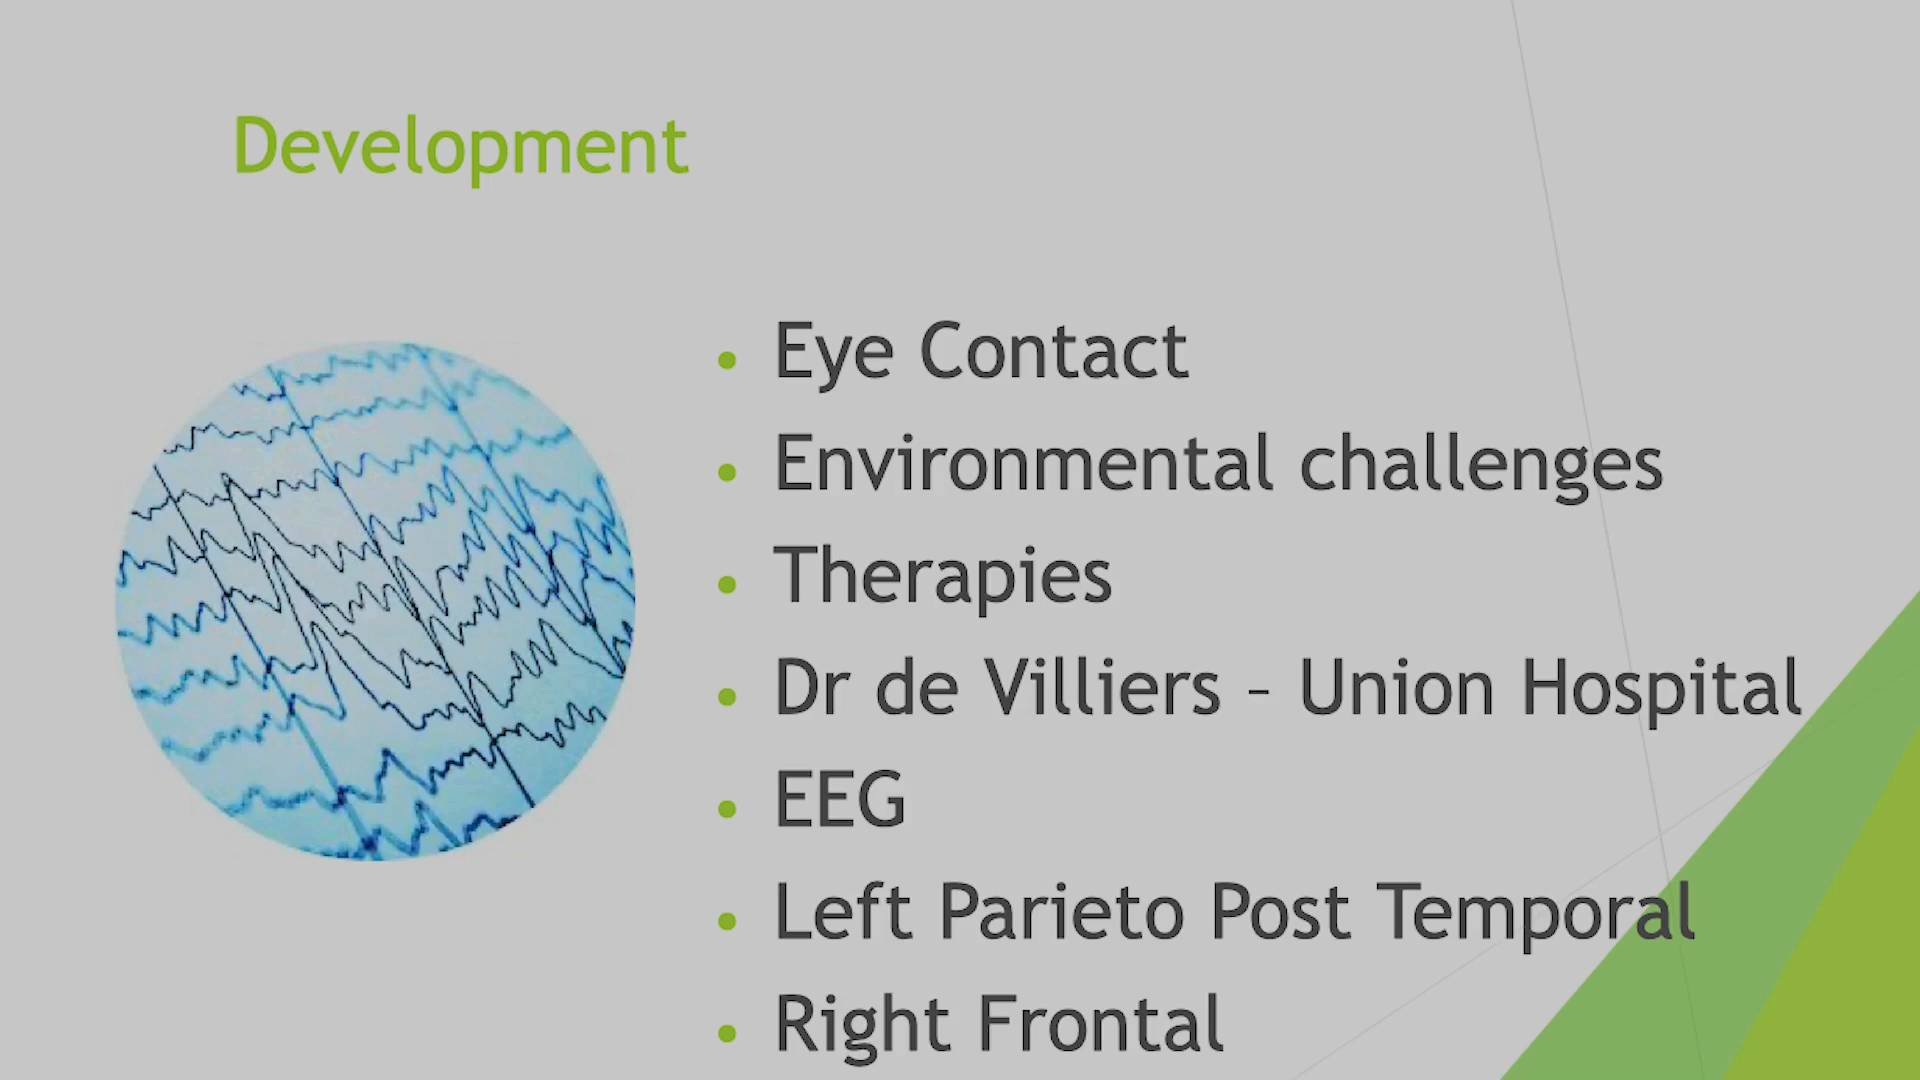 Development
Eye Contact
Environmental challenges
Therapies
Dr de Villiers – Union Hospital
EEG
Left Parieto Post Temporal
Right Frontal